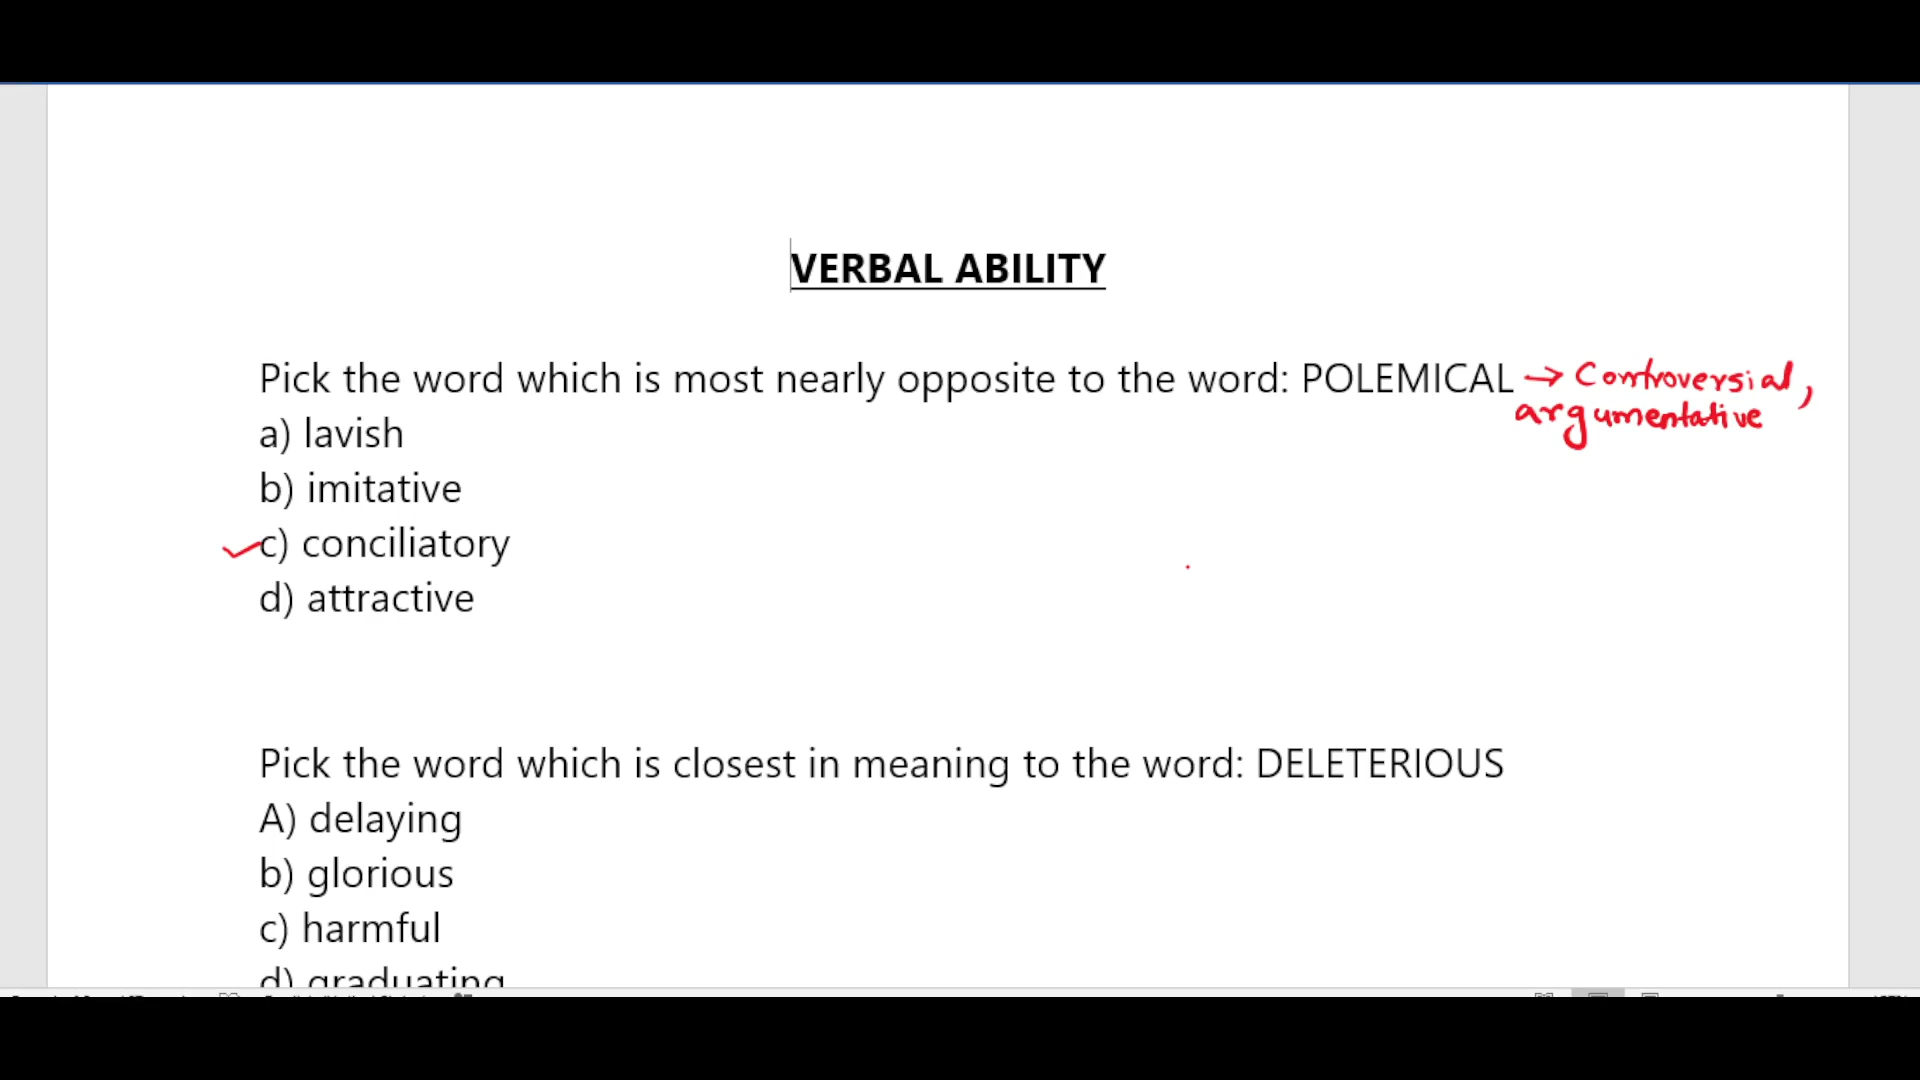 VERBAL ABILITY
Pick the word which is most nearly opposite to the word: POLEMICAL → Controversial,
argumentative
a) lavish
b) imitative
c) conciliatory
d) attractive
Pick the word which is closest in meaning to the word: DELETERIOUS
A) delaying
b) glorious
c) harmful
d) graduating